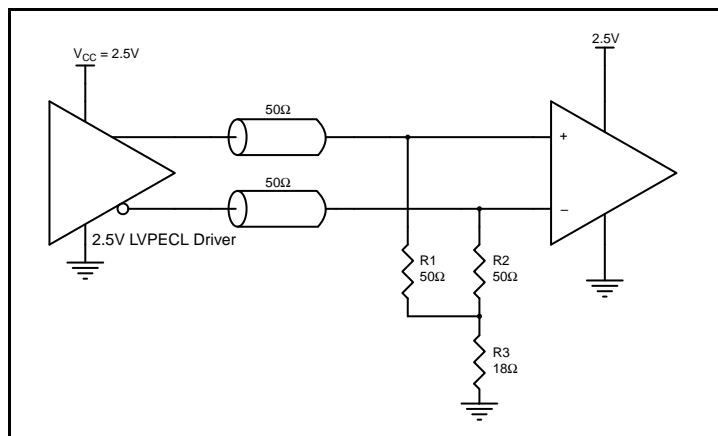 V_CC = 2.5V
2.5V
50Ω
+
50Ω
−
2.5V LVPECL Driver
R1
50Ω
R2
50Ω
R3
18Ω